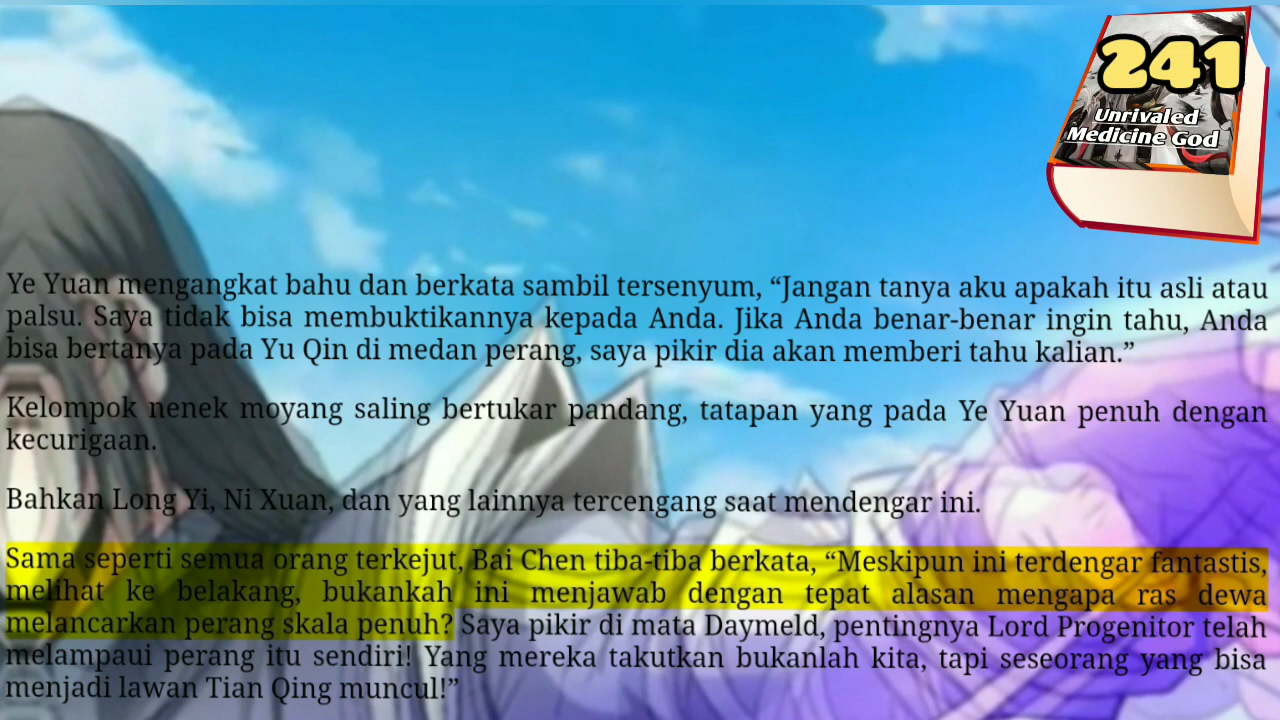 241
Unrivaled
Medicine God
Ye Yuan mengangkat bahu dan berkata sambil tersenyum, “Jangan tanya aku apakah itu asli atau
palsu. Saya tidak bisa membuktikannya kepada Anda. Jika Anda benar-benar ingin tahu, Anda
bisa bertanya pada Yu Qin di medan perang, saya pikir dia akan memberi tahu kalian.”
Kelompok nenek moyang saling bertukar pandang, tatapan yang pada Ye Yuan penuh dengan
kecurigaan.
Bahkan Long Yi, Ni Xuan, dan yang lainnya tercengang saat mendengar ini.
Sama seperti semua orang terkejut, Bai Chen tiba-tiba berkata, “Meskipun ini terdengar fantastis,
melihat ke belakang, bukankah ini menjawab dengan tepat alasan mengapa ras dewa
melancarkan perang skala penuh? Saya pikir di mata Daymeld, pentingnya Lord Progenitor telah
melampaui perang itu sendiri! Yang mereka takutkan bukanlah kita, tapi seseorang yang bisa
menjadi lawan Tian Qing muncul!”